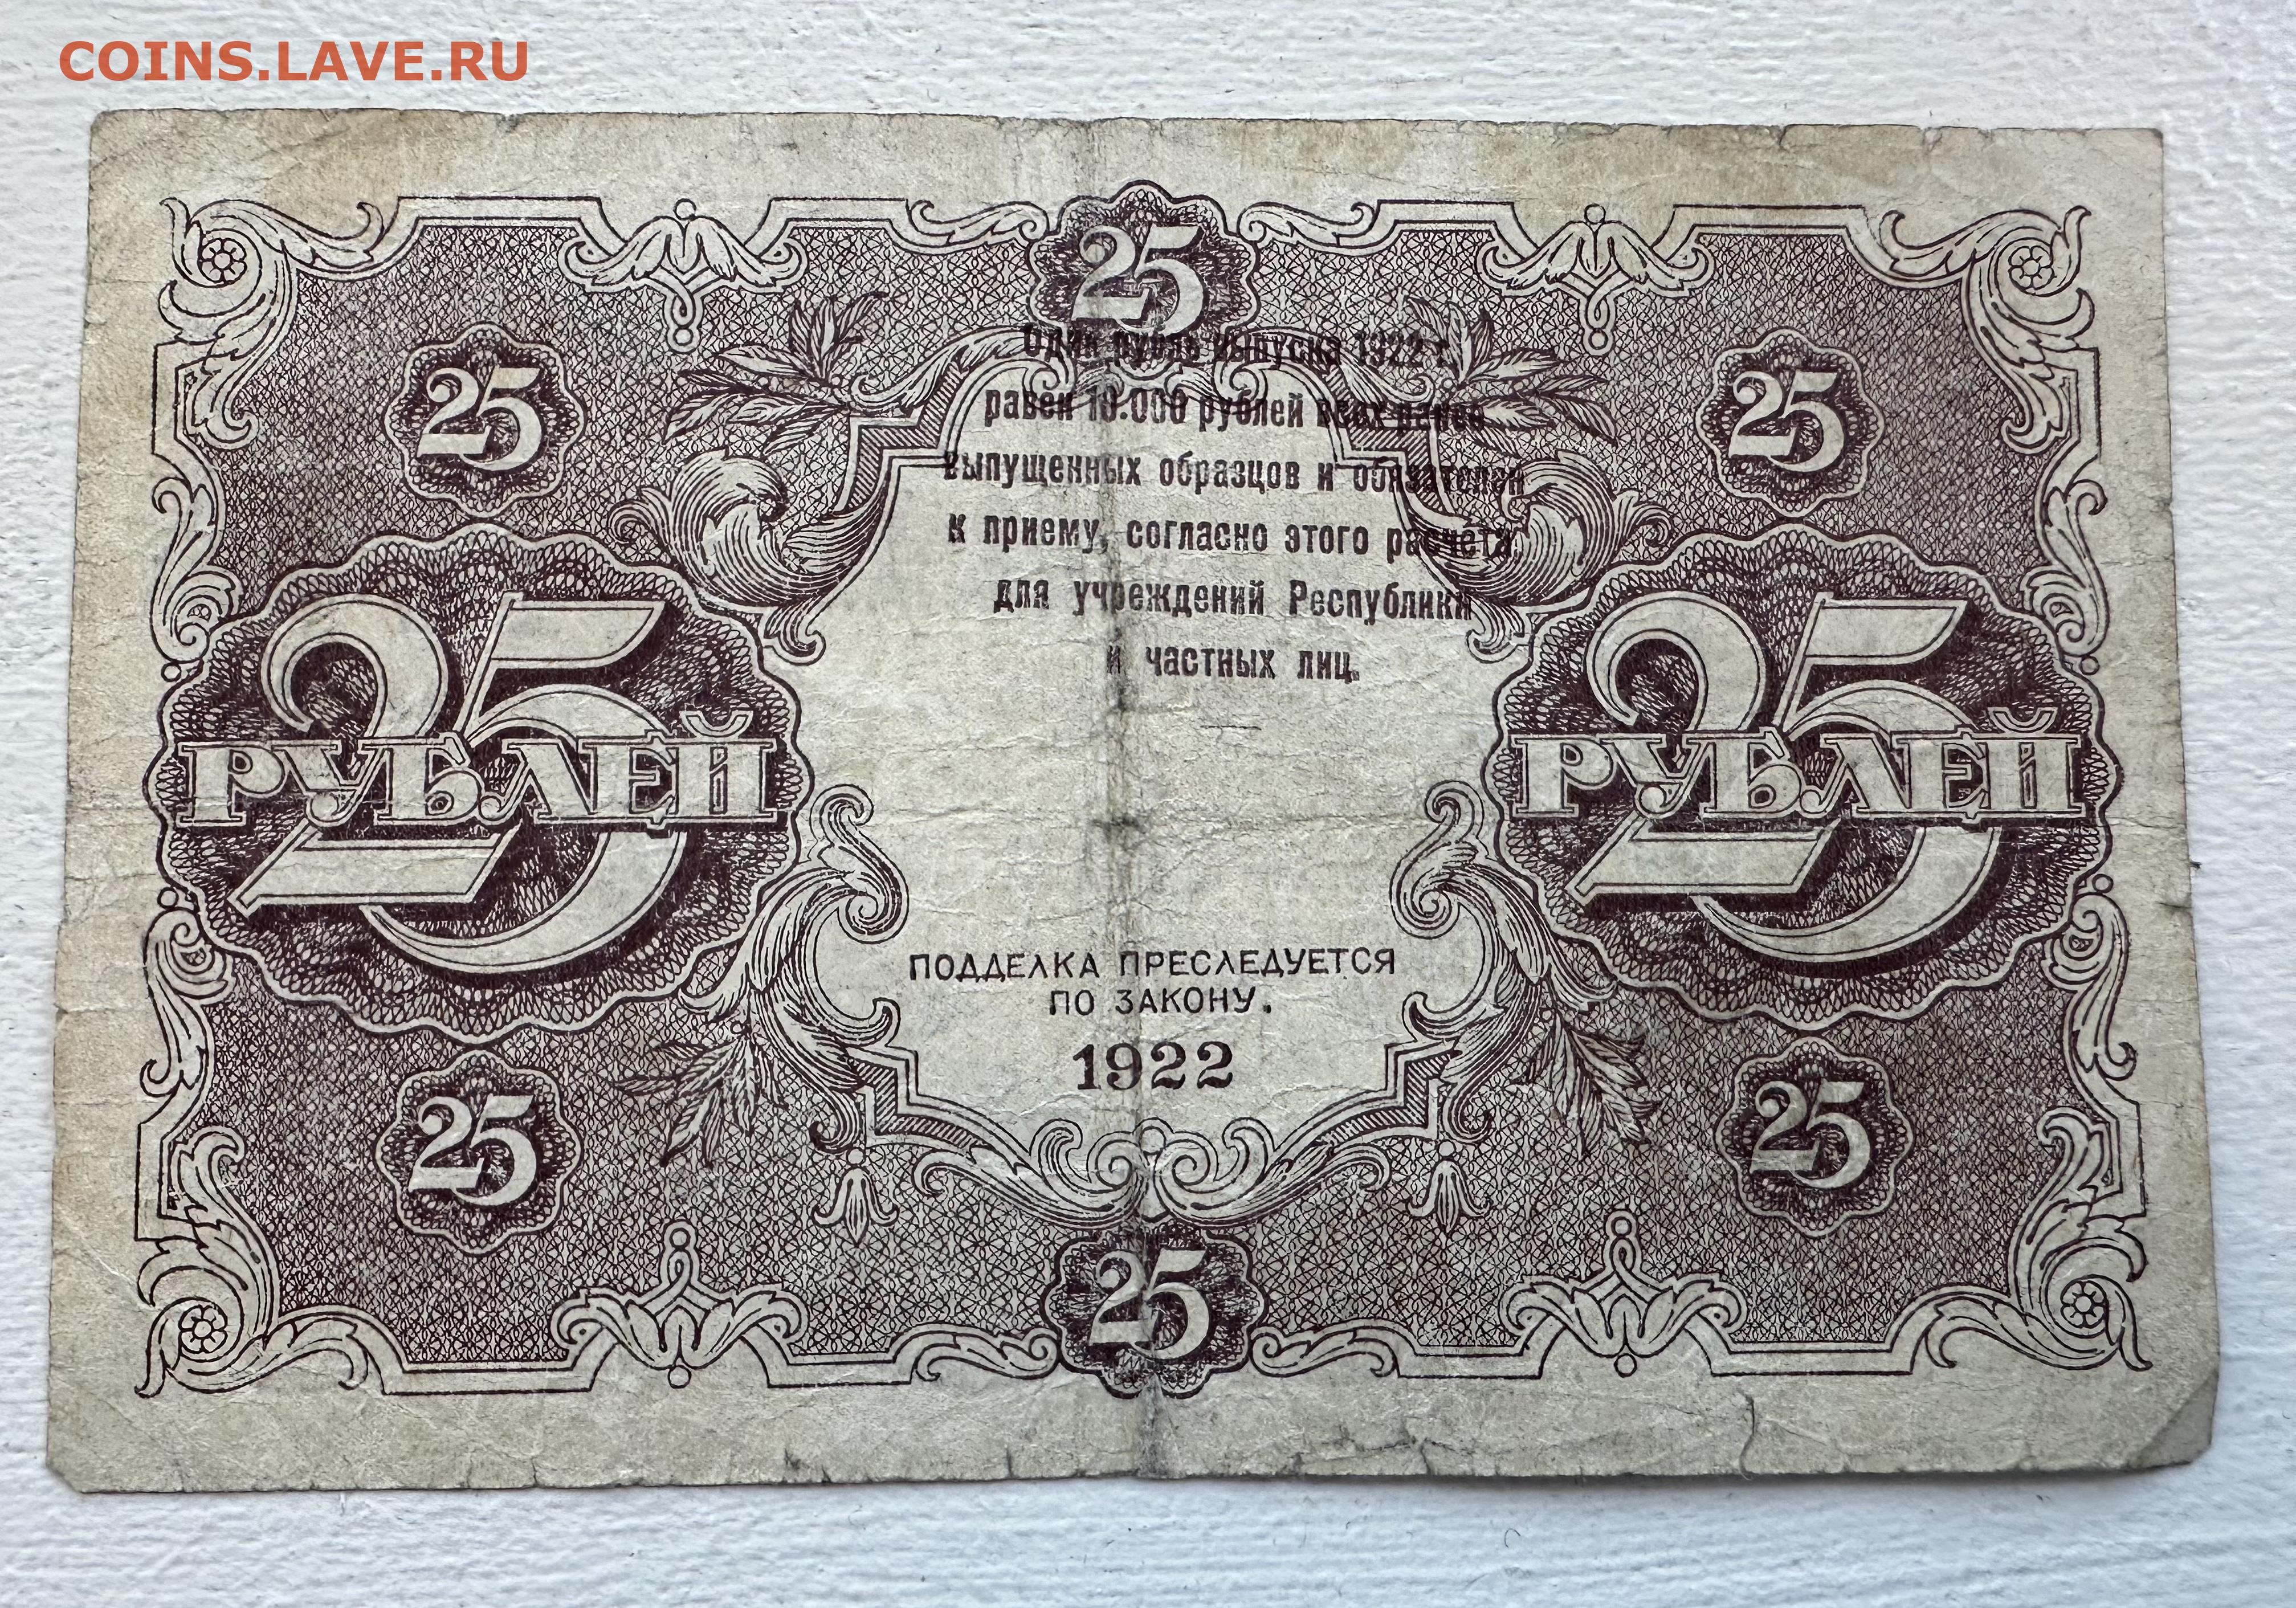 COINS.LAVE.RU
25
25
25
Один рубль выпуска 1922 г.
равен 10.000 рублей всех ранее
выпущенных образцов и обязателен
к приему, согласно этого расчета
для учреждений Республики
и частных лиц.
25 РУБЛЕЙ
25 РУБЛЕЙ
ПОДДЕЛКА ПРЕСЛЕДУЕТСЯ
ПО ЗАКОНУ.
1922
25
25
25